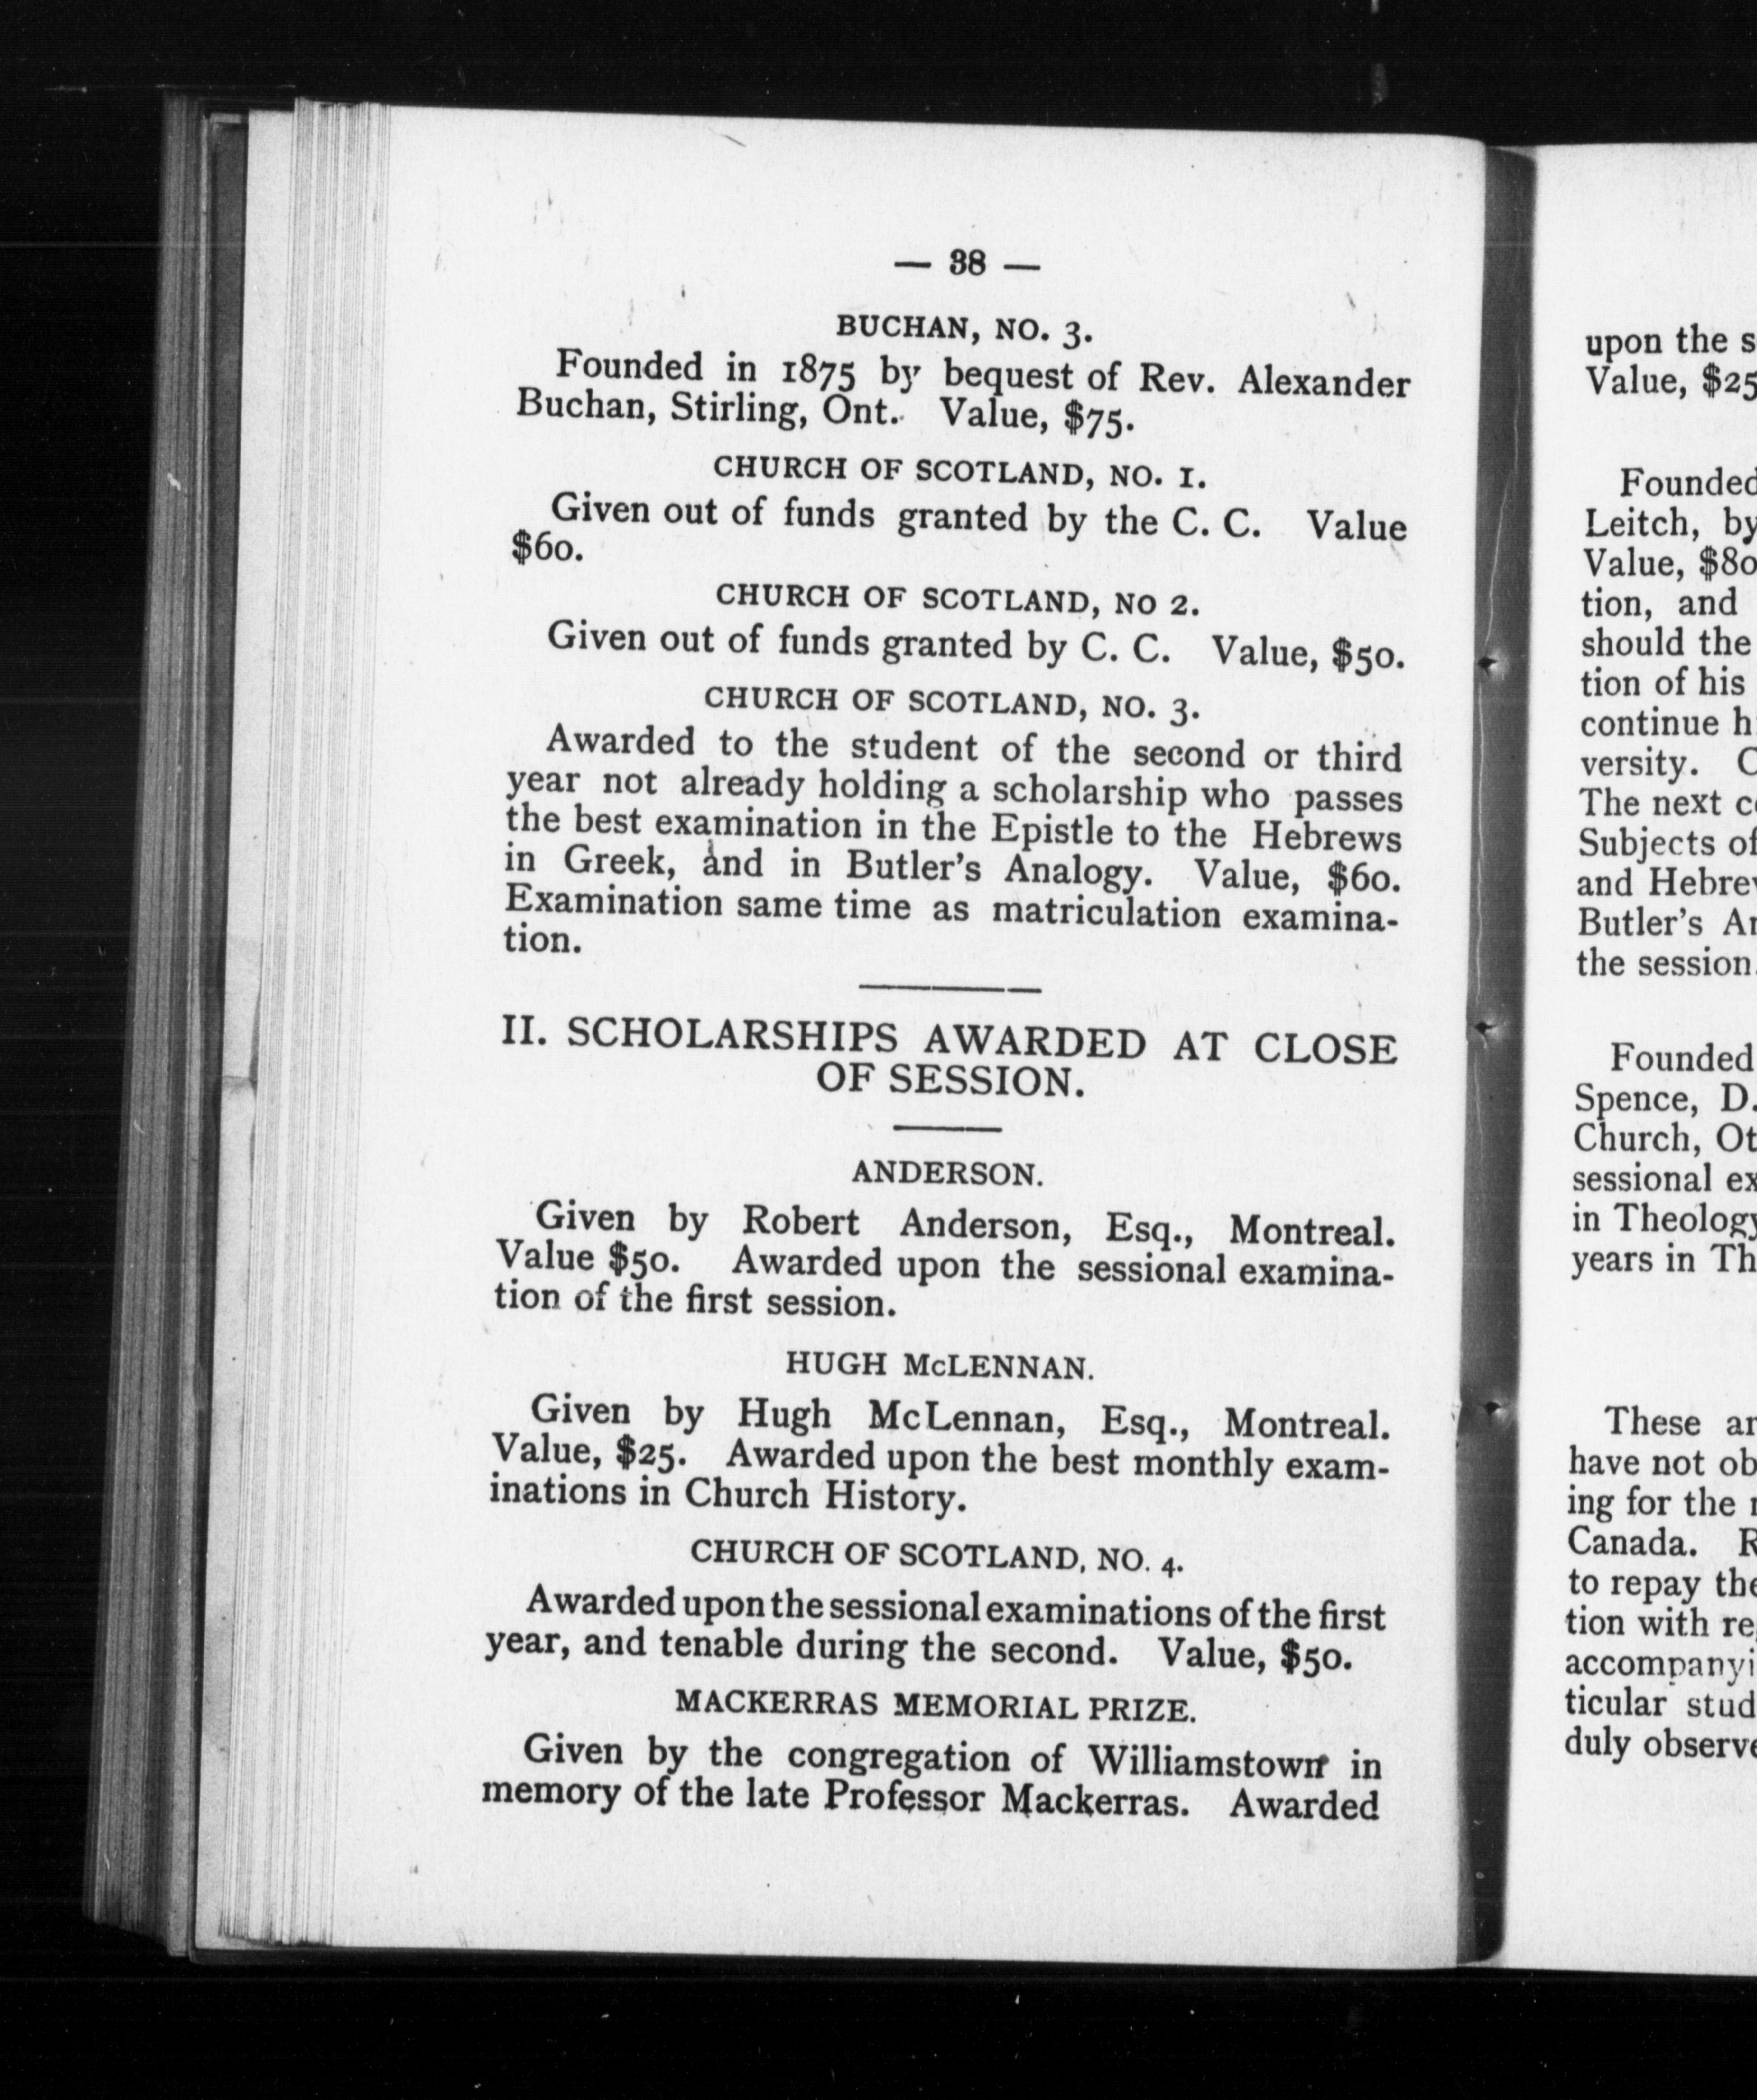 — 38 —
BUCHAN, NO. 3.
Founded in 1875 by bequest of Rev. Alexander
Buchan, Stirling, Ont. Value, $75.
CHURCH OF SCOTLAND, NO. 1.
Given out of funds granted by the C. C. Value
$60.
CHURCH OF SCOTLAND, NO 2.
Given out of funds granted by C. C. Value, $50.
CHURCH OF SCOTLAND, NO. 3.
Awarded to the student of the second or third
year not already holding a scholarship who passes
the best examination in the Epistle to the Hebrews
in Greek, and in Butler's Analogy. Value, $60.
Examination same time as matriculation examina-
tion.
II. SCHOLARSHIPS AWARDED AT CLOSE
OF SESSION.
ANDERSON.
Given by Robert Anderson, Esq., Montreal.
Value $50. Awarded upon the sessional examina-
tion of the first session.
HUGH McLENNAN.
Given by Hugh McLennan, Esq., Montreal.
Value, $25. Awarded upon the best monthly exam-
inations in Church History.
CHURCH OF SCOTLAND, NO. 4.
Awarded upon the sessional examinations of the first
year, and tenable during the second. Value, $50.
MACKERRAS MEMORIAL PRIZE.
Given by the congregation of Williamstown in
memory of the late Professor Mackerras. Awarded
upon the
Value, $25
Founded
Leitch, by
Value, $80
tion, and
should the
tion of his
continue
versity.
The next
Subjects of
and
Butler's
the session.
Founded
Spence, D.
Church,
sessional
in Theology
years in
These
have not
ing for the
Canada.
to repay the
tion with
ticular
duly